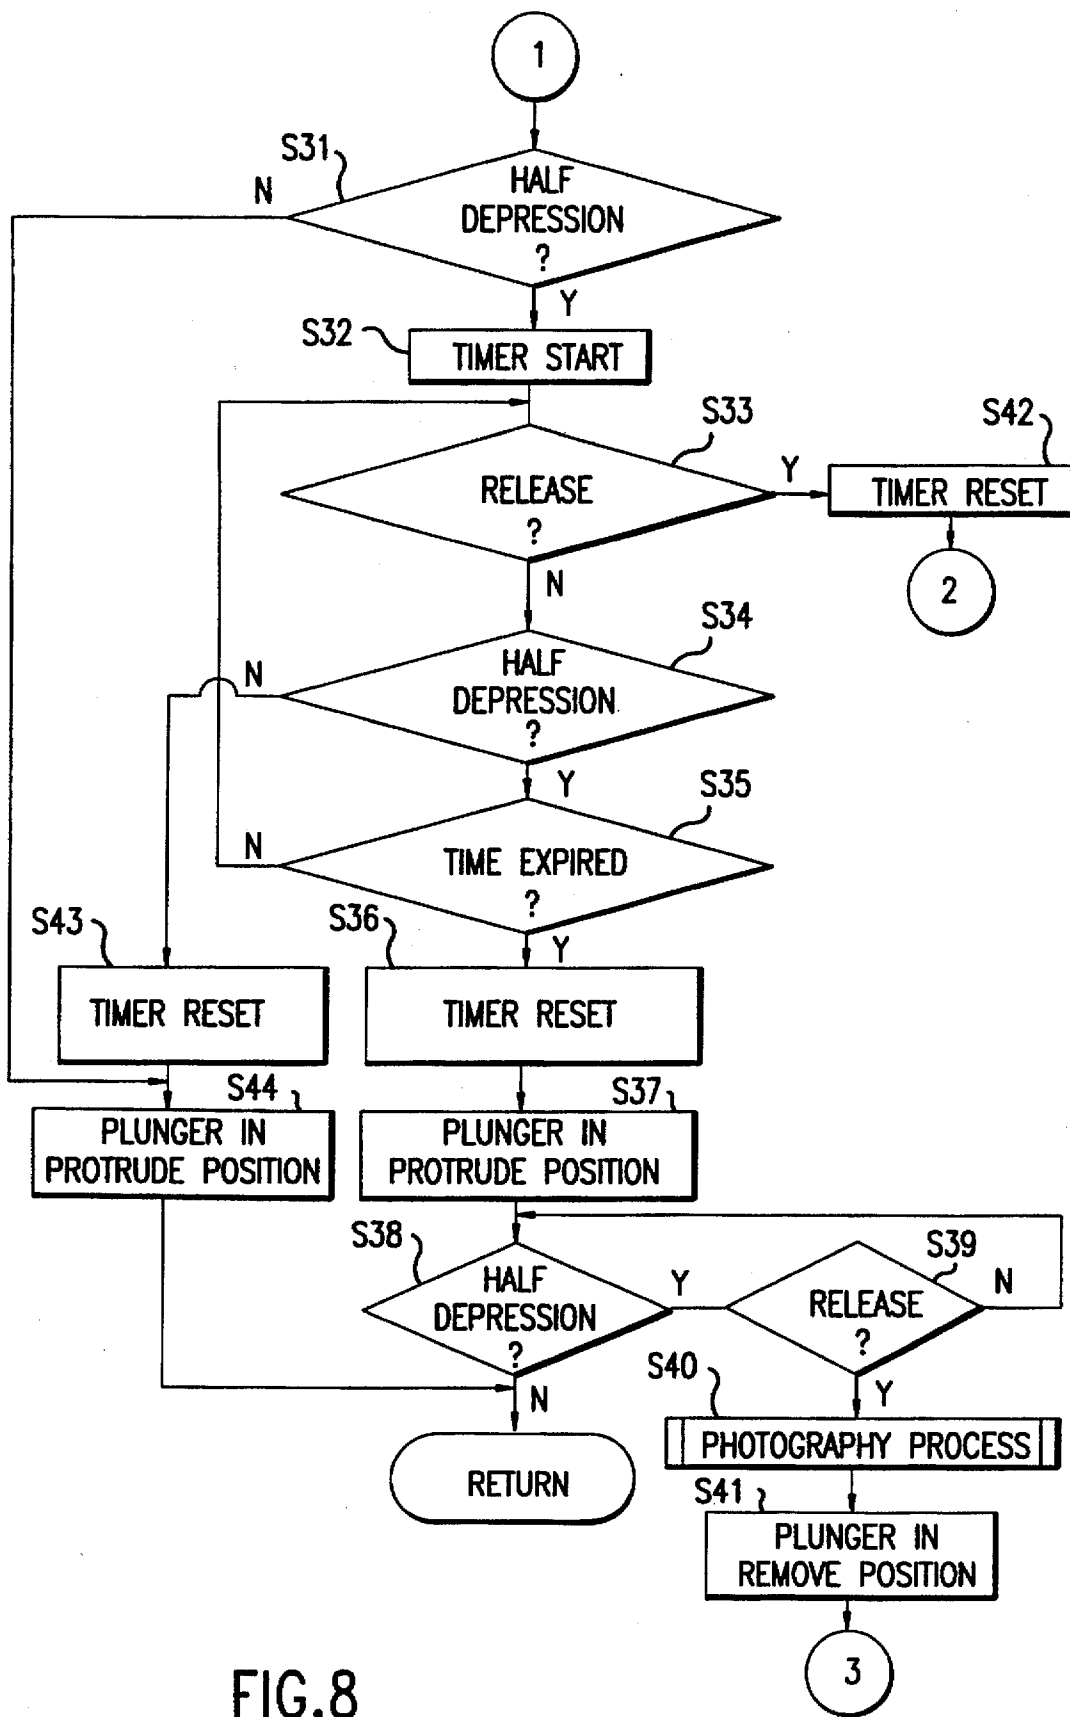 1
S31
N
HALF
DEPRESSION
?
Y
S32
TIMER START
S33
S42
RELEASE
?
Y
TIMER RESET
N
2
S34
N
HALF
DEPRESSION
?
Y
S35
N
TIME EXPIRED
?
S43
S36
Y
TIMER RESET
TIMER RESET
S44
S37
PLUNGER IN
PROTRUDE POSITION
PLUNGER IN
PROTRUDE POSITION
S38
S39
HALF
DEPRESSION
?
Y
RELEASE
?
N
S40
N
Y
PHOTOGRAPHY PROCESS
RETURN
S41
PLUNGER IN
REMOVE POSITION
3
FIG.8